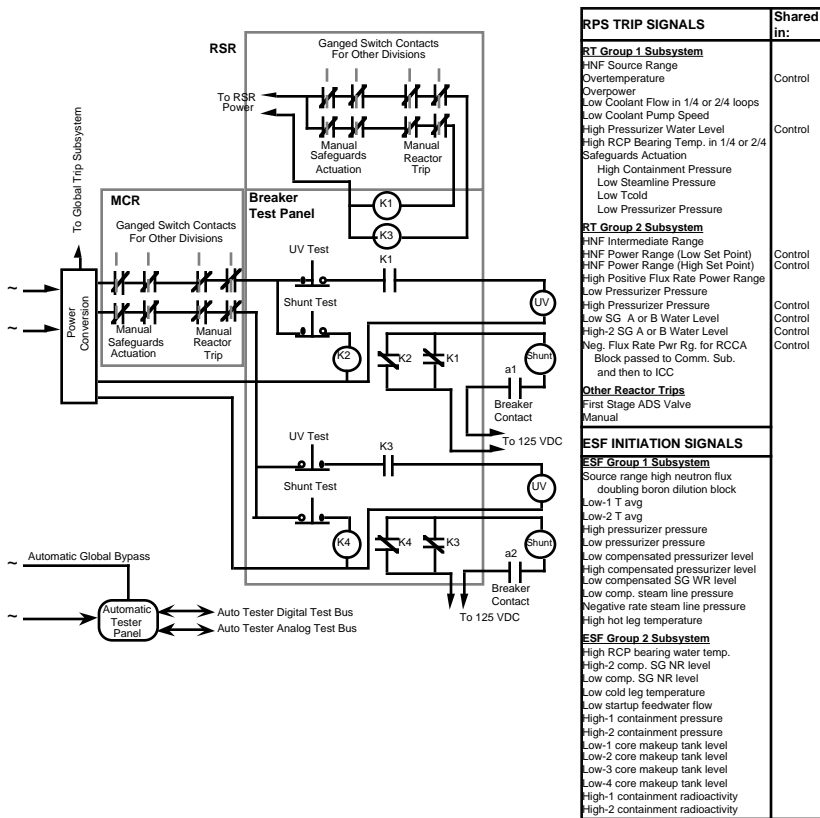 RSR
Ganged Switch Contacts
For Other Divisions
To RSR
Power
Manual
Safeguards
Actuation
Manual
Reactor
Trip
To Global Trip Subsystem
MCR
Breaker
Test Panel
K1
K3
Ganged Switch Contacts
For Other Divisions
UV Test
K1
~
~
Power
Conversion
Shunt Test
UV
Manual
Safeguards
Actuation
Manual
Reactor
Trip
K2
K2
K1
Shunt
a1
Breaker
Contact
To 125 VDC
UV Test
K3
Shunt Test
UV
K4
K4
K3
Shunt
a2
Breaker
Contact
To 125 VDC
~
Automatic Global Bypass
~
Automatic
Tester
Panel
Auto Tester Digital Test Bus
Auto Tester Analog Test Bus
RPS TRIP SIGNALS
Shared
in:
RT Group 1 Subsystem
HNF Source Range
Overtemperature Control
Overpower
Low Coolant Flow in 1/4 or 2/4 loops
Low Coolant Pump Speed
High Pressurizer Water Level Control
High RCP Bearing Temp. in 1/4 or 2/4
Safeguards Actuation
High Containment Pressure
Low Steamline Pressure
Low Tcold
Low Pressurizer Pressure
RT Group 2 Subsystem
HNF Intermediate Range
HNF Power Range (Low Set Point) Control
HNF Power Range (High Set Point) Control
High Positive Flux Rate Power Range
Low Pressurizer Pressure
High Pressurizer Pressure Control
Low SG A or B Water Level Control
High-2 SG A or B Water Level Control
Neg. Flux Rate Pwr Rg. for RCCA Control
Block passed to Comm. Sub.
and then to ICC
Other Reactor Trips
First Stage ADS Valve
Manual
ESF INITIATION SIGNALS
ESF Group 1 Subsystem
Source range high neutron flux
doubling boron dilution block
Low-1 T avg
Low-2 T avg
High pressurizer pressure
Low pressurizer pressure
Low compensated pressurizer level
High compensated pressurizer level
Low compensated SG WR level
Low comp. steam line pressure
Negative rate steam line pressure
High hot leg temperature
ESF Group 2 Subsystem
High RCP bearing water temp.
High-2 comp. SG NR level
Low comp. SG NR level
Low cold leg temperature
Low startup feedwater flow
High-1 containment pressure
High-2 containment pressure
Low-1 core makeup tank level
Low-2 core makeup tank level
Low-3 core makeup tank level
Low-4 core makeup tank level
High-1 containment radioactivity
High-2 containment radioactivity